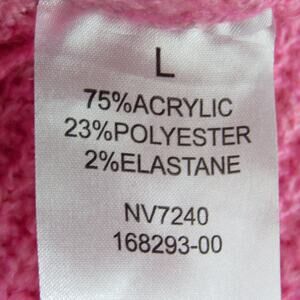 L
75%ACRYLIC
23%POLYESTER
2%ELASTANE
NV7240
168293-00